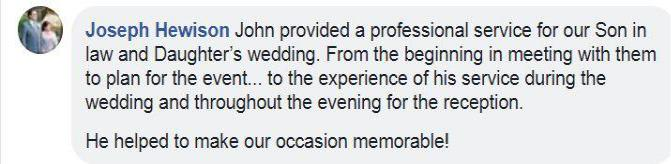 Joseph Hewison John provided a professional service for our Son in
law and Daughter's wedding. From the beginning in meeting with them
to plan for the event... to the experience of his service during the
wedding and throughout the evening for the reception.
He helped to make our occasion memorable!